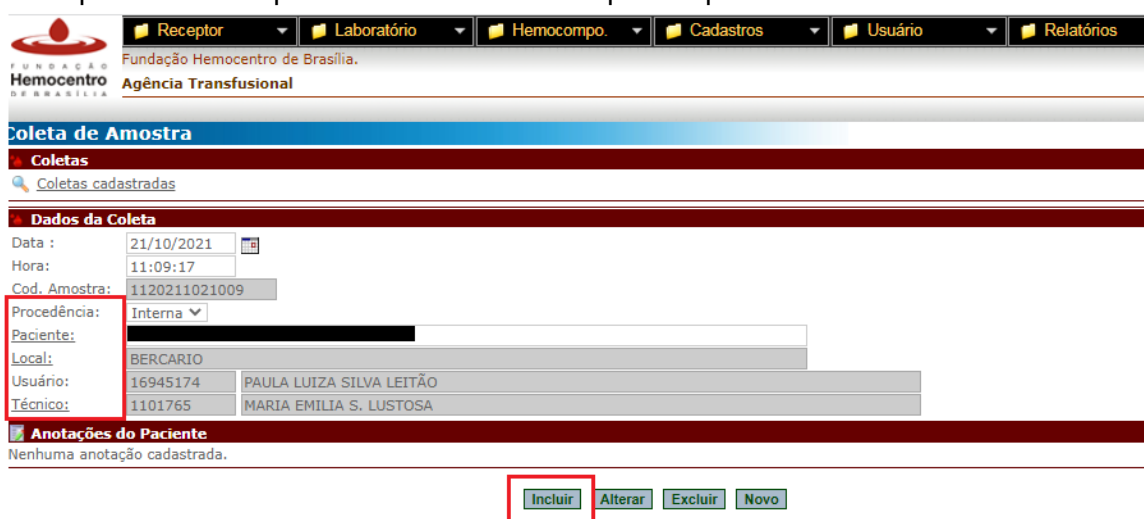 Receptor Laboratório Hemocompo. Cadastros Usuário Relatórios
FUNDAÇÃO
Hemocentro
DE BRASÍLIA
Fundação Hemocentro de Brasília.
Agência Transfusional
Coleta de Amostra
Coletas
Coletas cadastradas
Dados da Coleta
Data : 21/10/2021
Hora: 11:09:17
Cod. Amostra: 1120211021009
Procedência: Interna
Paciente:
Local: BERCARIO
Usuário: 16945174 PAULA LUIZA SILVA LEITÃO
Técnico: 1101765 MARIA EMILIA S. LUSTOSA
Anotações do Paciente
Nenhuma anotação cadastrada.
Incluir Alterar Excluir Novo